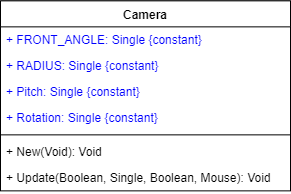 Camera
+ FRONT_ANGLE: Single {constant}
+ RADIUS: Single {constant}
+ Pitch: Single {constant}
+ Rotation: Single {constant}
+ New(Void): Void
+ Update(Boolean, Single, Boolean, Mouse): Void